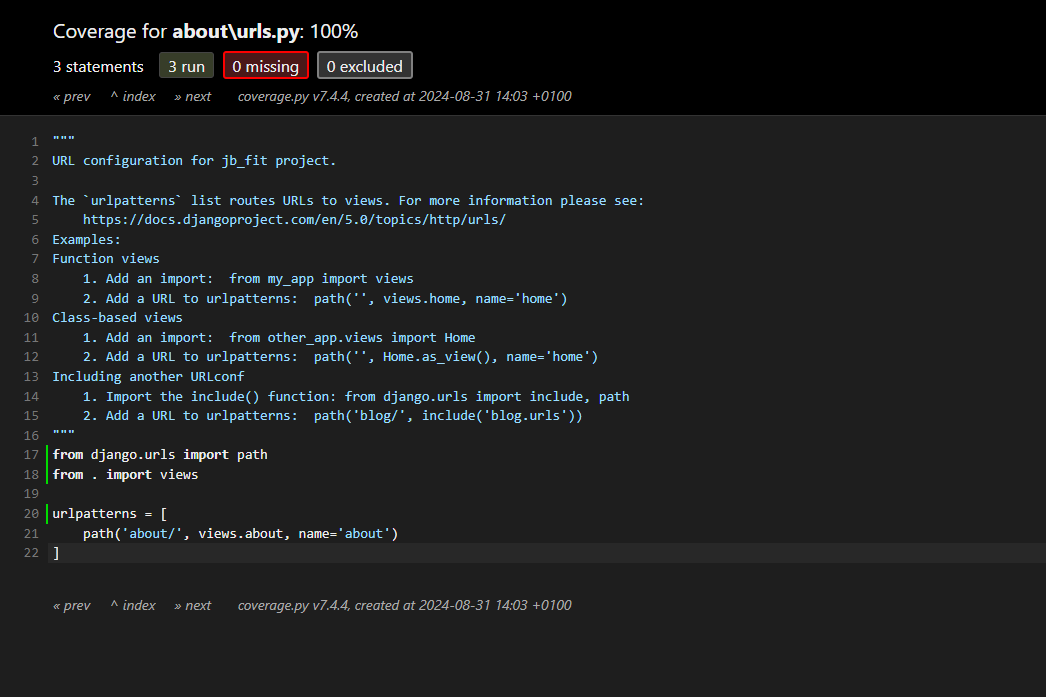 Coverage for about\urls.py: 100%
3 statements 3 run 0 missing 0 excluded
« prev ^ index » next coverage.py v7.4.4, created at 2024-08-31 14:03 +0100
1 """
2 URL configuration for jb_fit project.
3
4 The `urlpatterns` list routes URLs to views. For more information please see:
5     https://docs.djangoproject.com/en/5.0/topics/http/urls/
6 Examples:
7 Function views
8     1. Add an import:  from my_app import views
9     2. Add a URL to urlpatterns:  path('', views.home, name='home')
10 Class-based views
11     1. Add an import:  from other_app.views import Home
12     2. Add a URL to urlpatterns:  path('', Home.as_view(), name='home')
13 Including another URLconf
14     1. Import the include() function: from django.urls import include, path
15     2. Add a URL to urlpatterns:  path('blog/', include('blog.urls'))
16 """
17 from django.urls import path
18 from . import views
19
20 urlpatterns = [
21     path('about/', views.about, name='about')
22 ]
« prev ^ index » next coverage.py v7.4.4, created at 2024-08-31 14:03 +0100